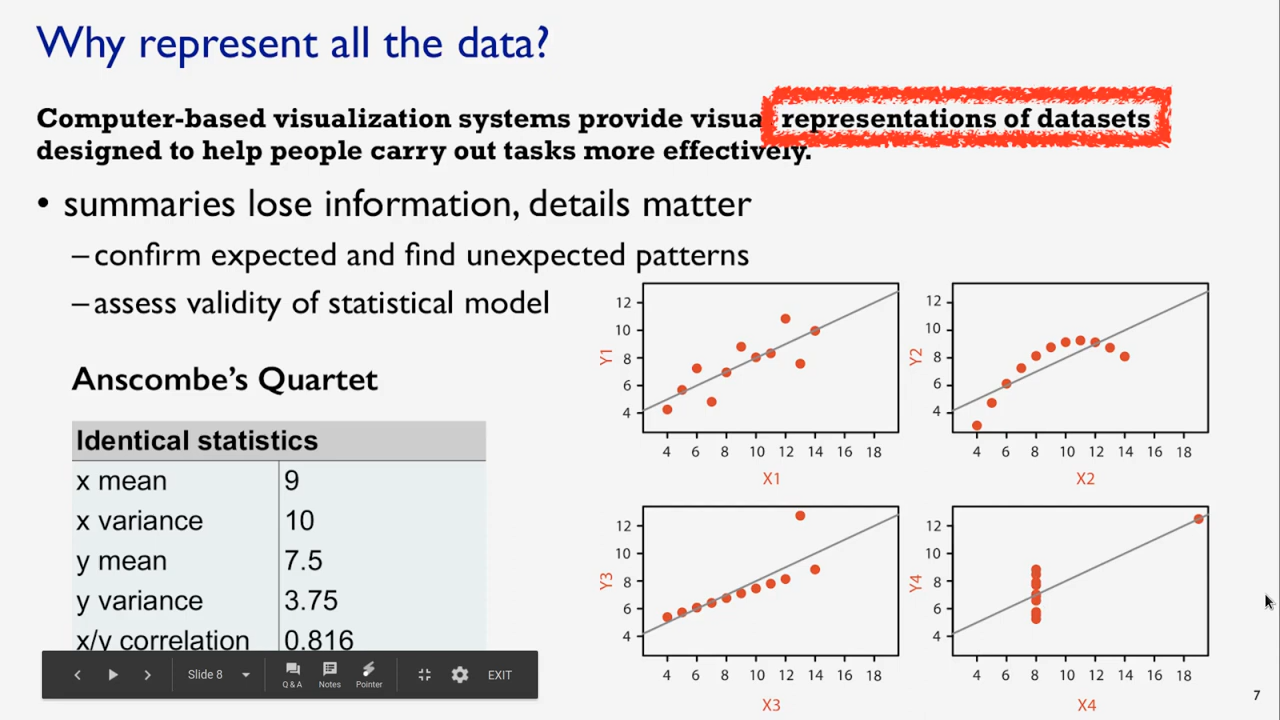 Why represent all the data?
Computer-based visualization systems provide visua representations of datasets
designed to help people carry out tasks more effectively.
• summaries lose information, details matter
– confirm expected and find unexpected patterns
– assess validity of statistical model
Anscombe's Quartet
Identical statistics
x mean 9
x variance 10
y mean 7.5
y variance 3.75
x/y correlation 0.816
Y1
12
10
8
6
4
4 6 8 10 12 14 16 18
X1
Y2
12
10
8
6
4
4 6 8 10 12 14 16 18
X2
Y3
12
10
8
6
4
4 6 8 10 12 14 16 18
X3
Y4
12
10
8
6
4
4 6 8 10 12 14 16 18
X4
Slide 8
Q & A
Notes
Pointer
EXIT
7